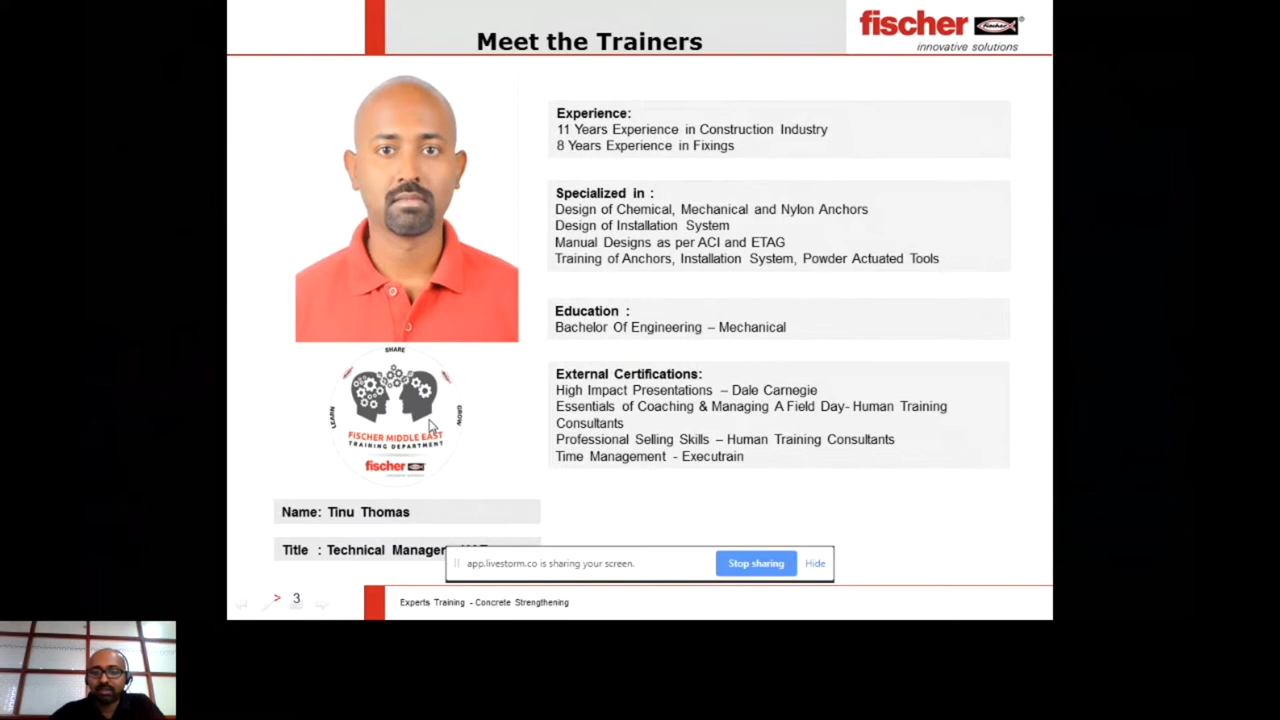 Meet the Trainers
fischer
innovative solutions
Experience:
11 Years Experience in Construction Industry
8 Years Experience in Fixings
Specialized in :
Design of Chemical, Mechanical and Nylon Anchors
Design of Installation System
Manual Designs as per ACI and ETAG
Training of Anchors, Installation System, Powder Actuated Tools
Education :
Bachelor Of Engineering – Mechanical
External Certifications:
High Impact Presentations – Dale Carnegie
Essentials of Coaching & Managing A Field Day- Human Training
Consultants
Professional Selling Skills – Human Training Consultants
Time Management - Executrain
SHARE
LEARN
GROW
FISCHER MIDDLE EAST
TRAINING DEPARTMENT
fischer
Name: Tinu Thomas
Title : Technical Manager
app.livestorm.co is sharing your screen.
Stop sharing
Hide
> 3
Experts Training - Concrete Strengthening